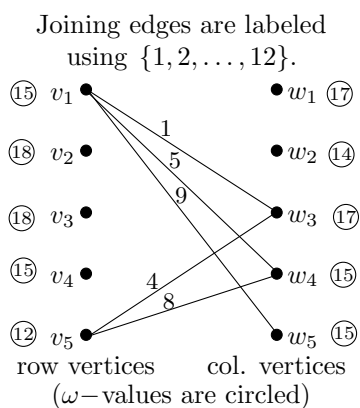 Joining edges are labeled
using {1, 2, . . . , 12}.
15 v₁ w₁ 17
1
18 v₂ 5 w₂ 14
9
18 v₃ w₃ 17
15 v₄ 4 w₄ 15
8
12 v₅ w₅ 15
row vertices col. vertices
(ω−values are circled)